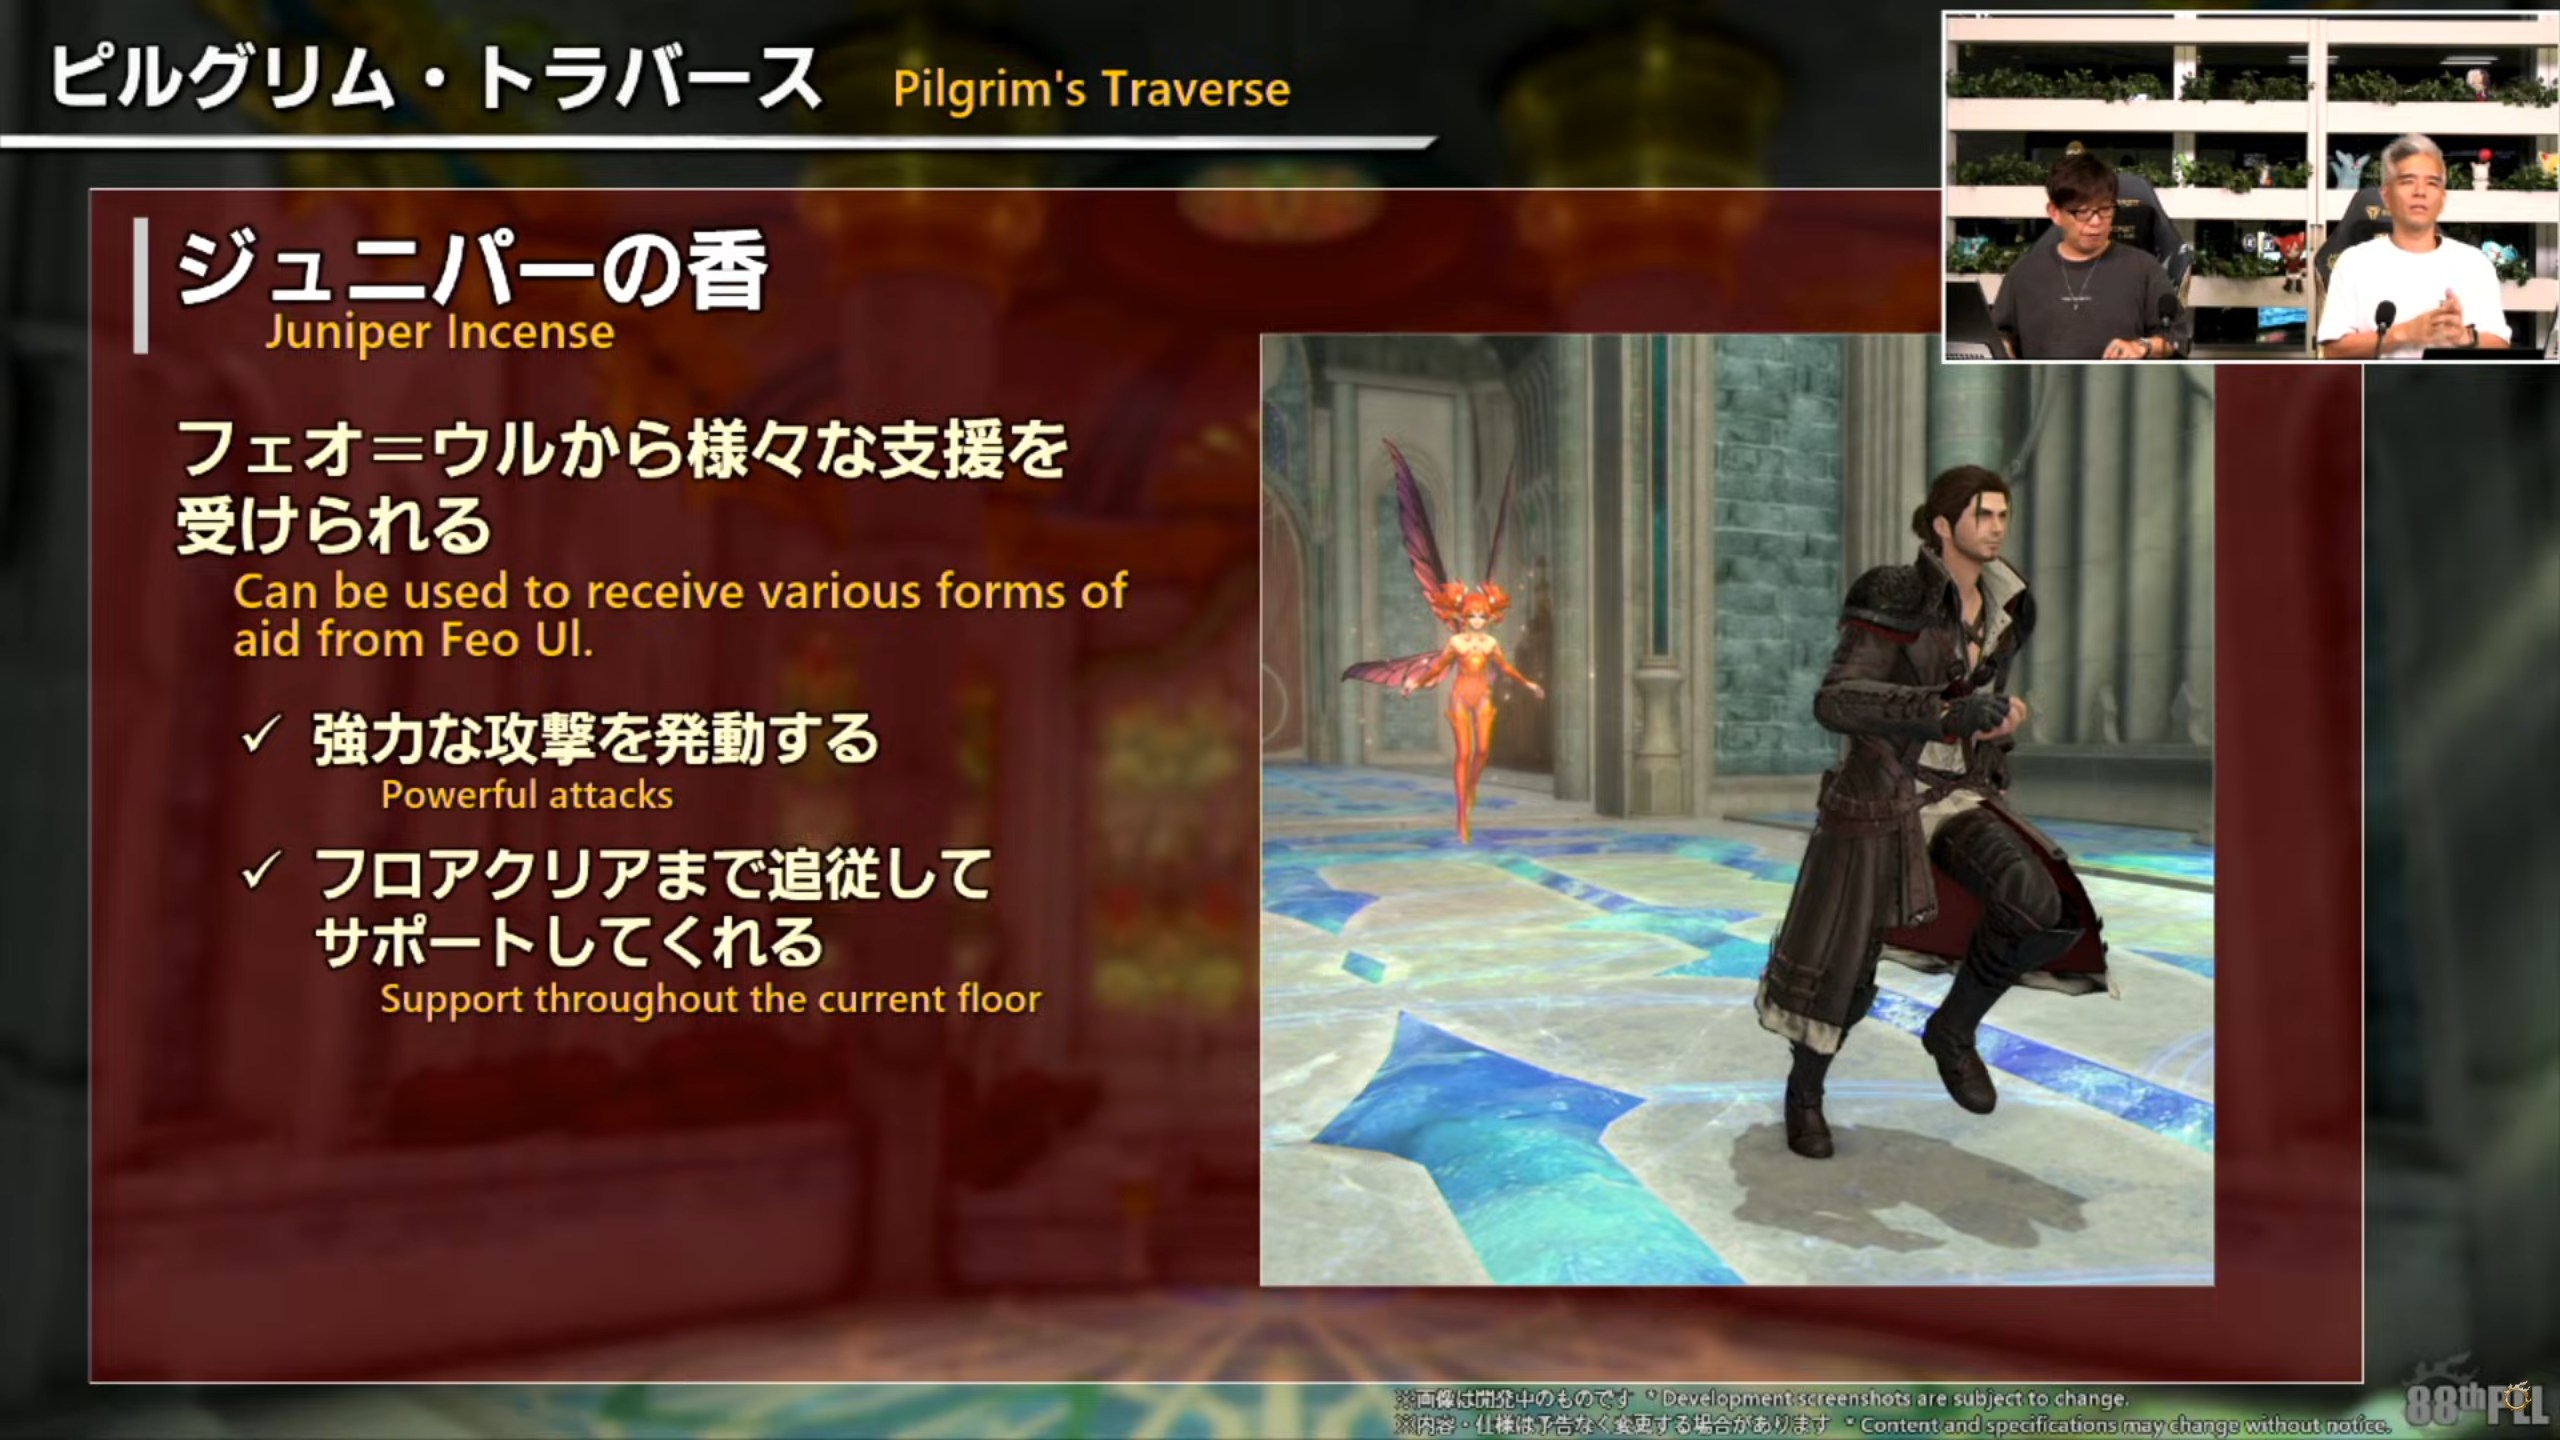 ピルグリム・トラバース Pilgrim's Traverse
ジュニパーの香
Juniper Incense
フェオ＝ウルから様々な支援を
受けられる
Can be used to receive various forms of
aid from Feo Ul.
✓ 強力な攻撃を発動する
Powerful attacks
✓ フロアクリアまで追従して
サポートしてくれる
Support throughout the current floor
※画像は開発中のものです * Development screenshots are subject to change.
※内容・仕様は予告なく変更する場合があります * Content and specifications may change without notice.
88thPLL